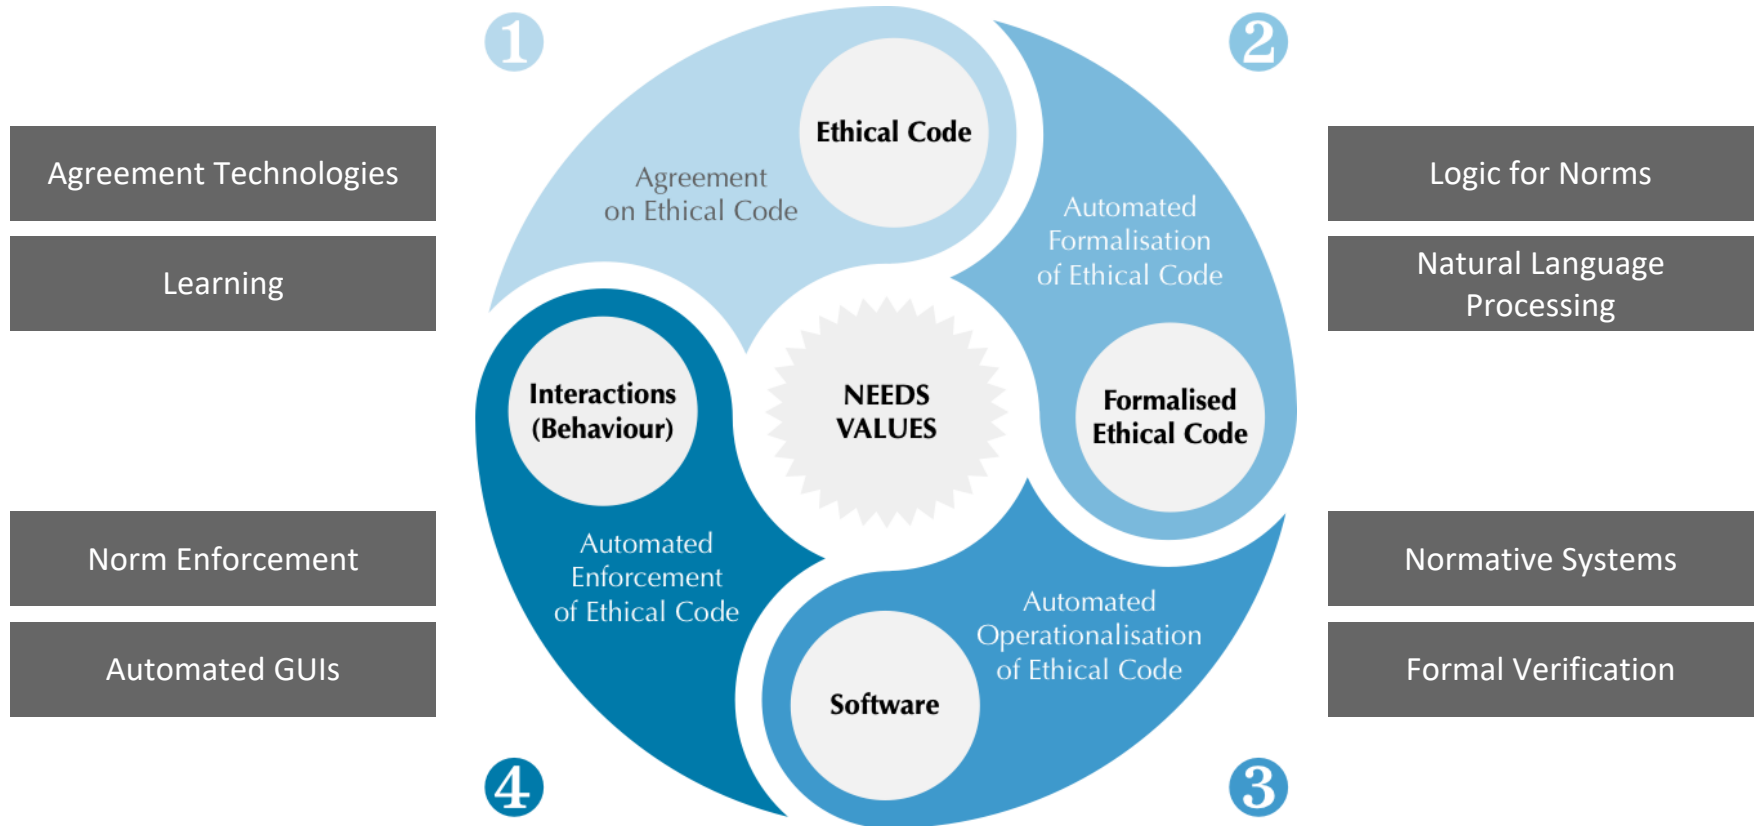 1
2
Ethical Code
Agreement
on Ethical Code
Agreement Technologies
Learning
Automated
Formalisation
of Ethical Code
Logic for Norms
Natural Language
Processing
Interactions
(Behaviour)
NEEDS
VALUES
Formalised
Ethical Code
Automated
Enforcement
of Ethical Code
Norm Enforcement
Automated GUIs
Automated
Operationalisation
of Ethical Code
Software
Normative Systems
Formal Verification
4
3